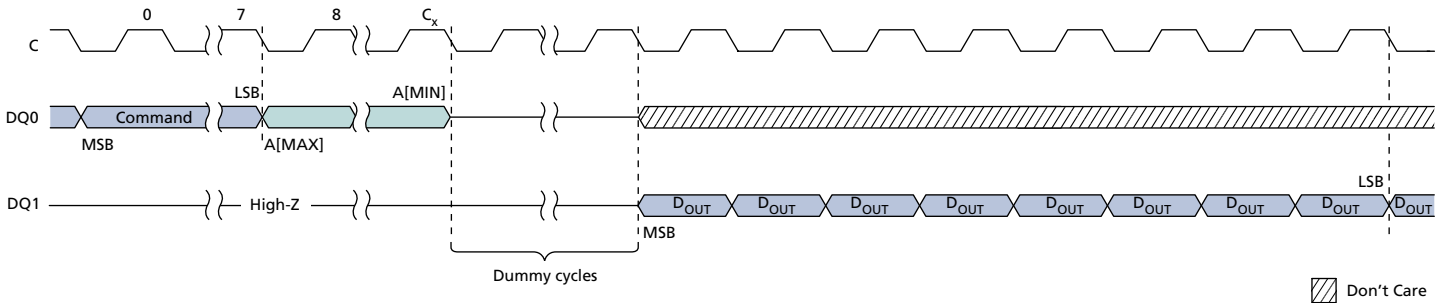 0 7 8 Cx
C
LSB A[MIN]
DQ0 Command
MSB A[MAX]
LSB
DQ1 High-Z DOUT DOUT DOUT DOUT DOUT DOUT DOUT DOUT DOUT
MSB
Dummy cycles
Don't Care